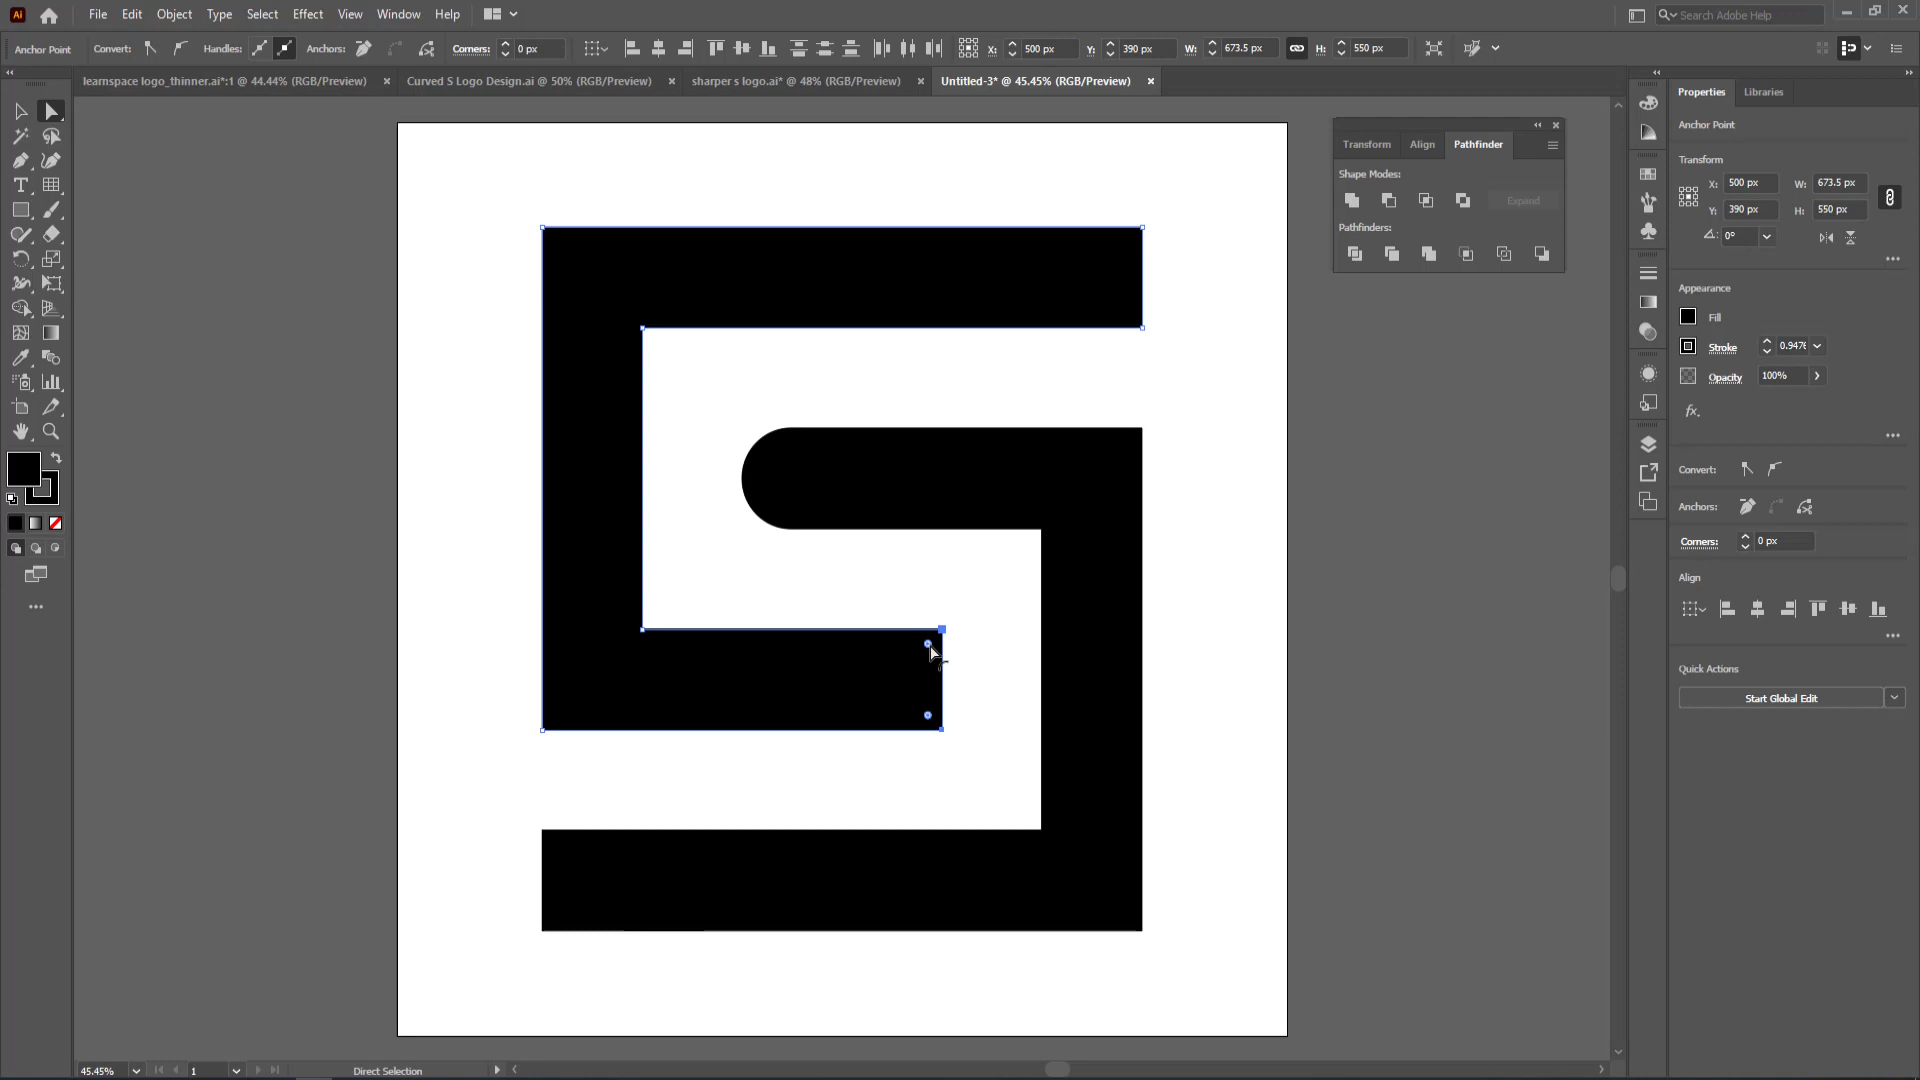 Ai File Edit Object Type Select Effect View Window Help Search Adobe Help
Anchor Point Convert: Handles: Anchors: Corners: 0 px X: 500 px Y: 390 px W: 673.5 px H: 550 px
learnspace logo_thinner.ai*:1 @ 44.44% (RGB/Preview) Curved S Logo Design.ai @ 50% (RGB/Preview) sharper s logo.ai* @ 48% (RGB/Preview) Untitled-3* @ 45.45% (RGB/Preview)
Properties Libraries
Anchor Point
Transform
X: 500 px W: 673.5 px
Y: 390 px H: 550 px
0°
Appearance
Fill
Stroke 0.9476
Opacity 100%
fx.
Convert:
Anchors:
Corners: 0 px
Align
Quick Actions
Start Global Edit
Transform Align Pathfinder
Shape Modes:
Expand
Pathfinders:
45.45% 1 Direct Selection